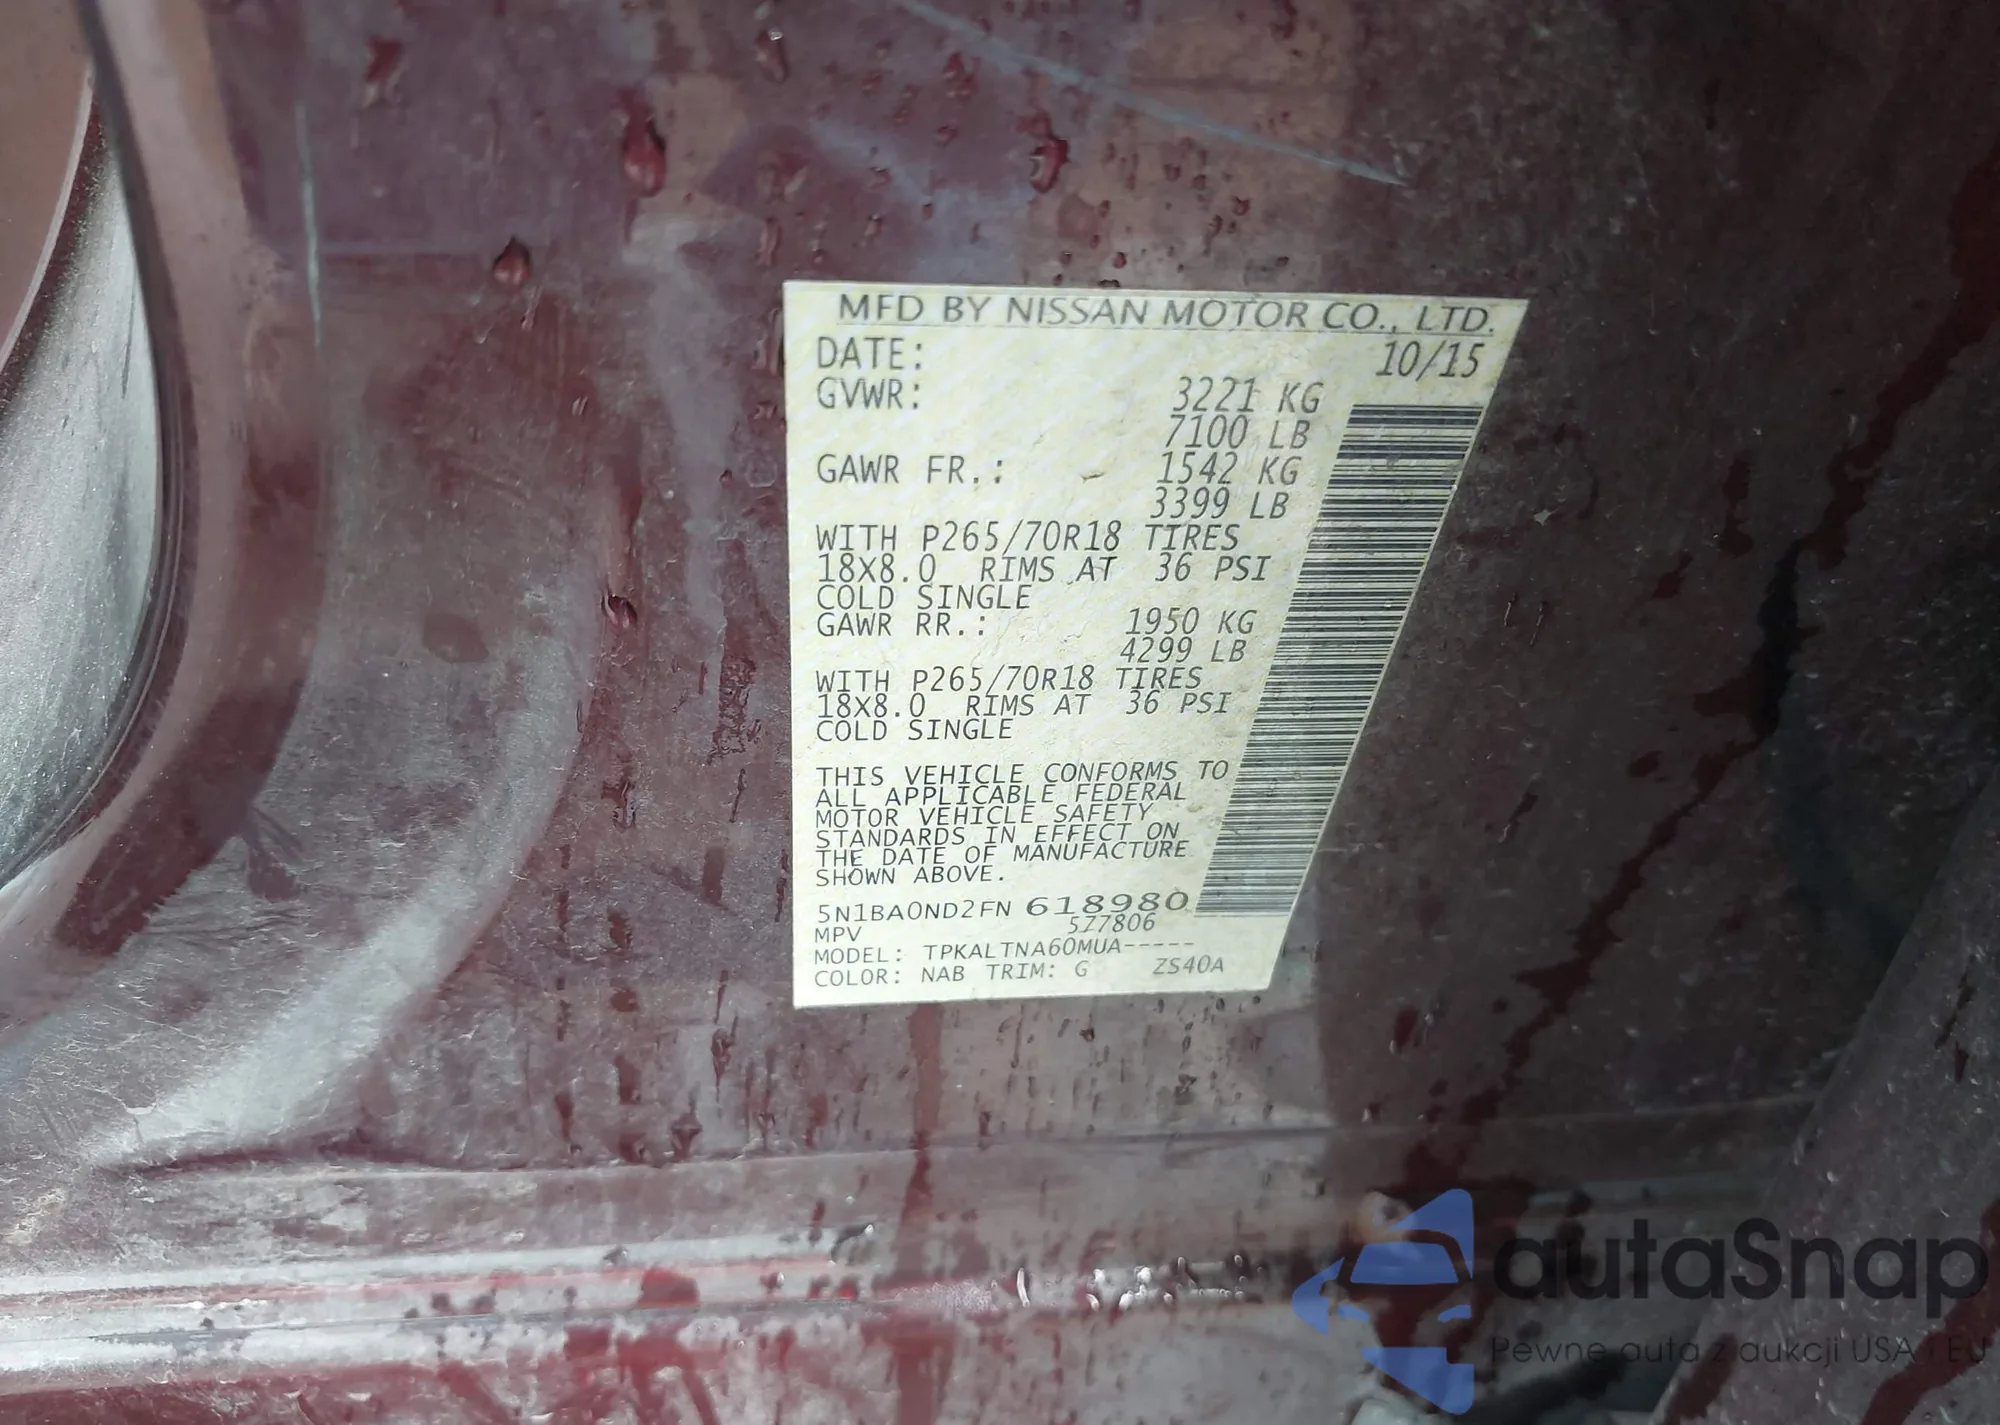 MFD BY NISSAN MOTOR CO., LTD.
DATE: 10/15
GVWR: 3221 KG
7100 LB
GAWR FR.: 1542 KG
3399 LB
WITH P265/70R18 TIRES
18X8.0 RIMS AT 36 PSI
COLD SINGLE
GAWR RR.: 1950 KG
4299 LB
WITH P265/70R18 TIRES
18X8.0 RIMS AT 36 PSI
COLD SINGLE
THIS VEHICLE CONFORMS TO
ALL APPLICABLE FEDERAL
MOTOR VEHICLE SAFETY
STANDARDS IN EFFECT ON
THE DATE OF MANUFACTURE
SHOWN ABOVE.
5N1BA0ND2FN 618980
MPV 5Z7806
MODEL: TPKALTNA60MUA-----
COLOR: NAB TRIM: G ZS40A
autaSnap
Pewne auta z aukcji USA i EU